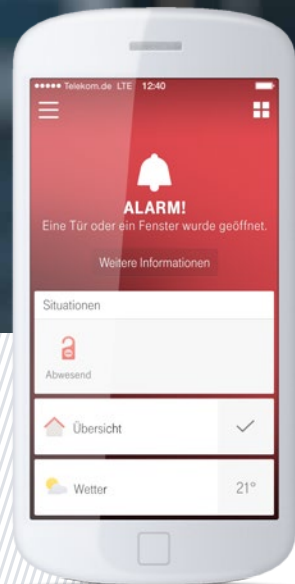 Telekom.de LTE 12:40
ALARM!
Eine Tür oder ein Fenster wurde geöffnet.
Weitere Informationen
Situationen
Abwesend
Übersicht
Wetter 21°